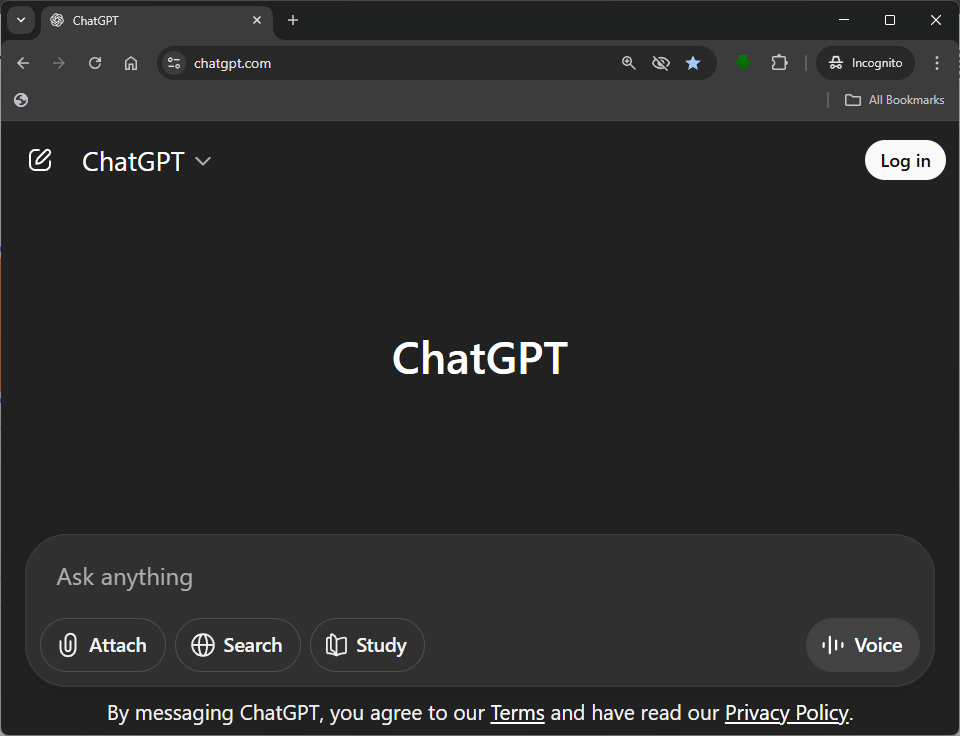 ChatGPT
chatgpt.com
Incognito
All Bookmarks
ChatGPT
Log in
ChatGPT
Ask anything
Attach
Search
Study
Voice
By messaging ChatGPT, you agree to our Terms and have read our Privacy Policy.